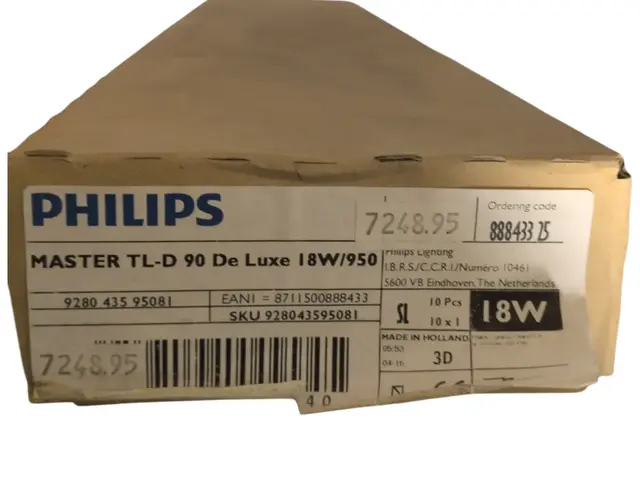 PHILIPS
7248.95
Ordering code
888433 25
MASTER TL-D 90 De Luxe 18W/950
Philips Lighting
I.B.R.S./C.C.R.I./Numéro 10461
5600 VB Eindhoven, The Netherlands
9280 435 95081
EAN1 = 8711500888433
SKU 928043595081
10 Pcs
10 x 1
18W
MADE IN HOLLAND
3D
7248.95
40